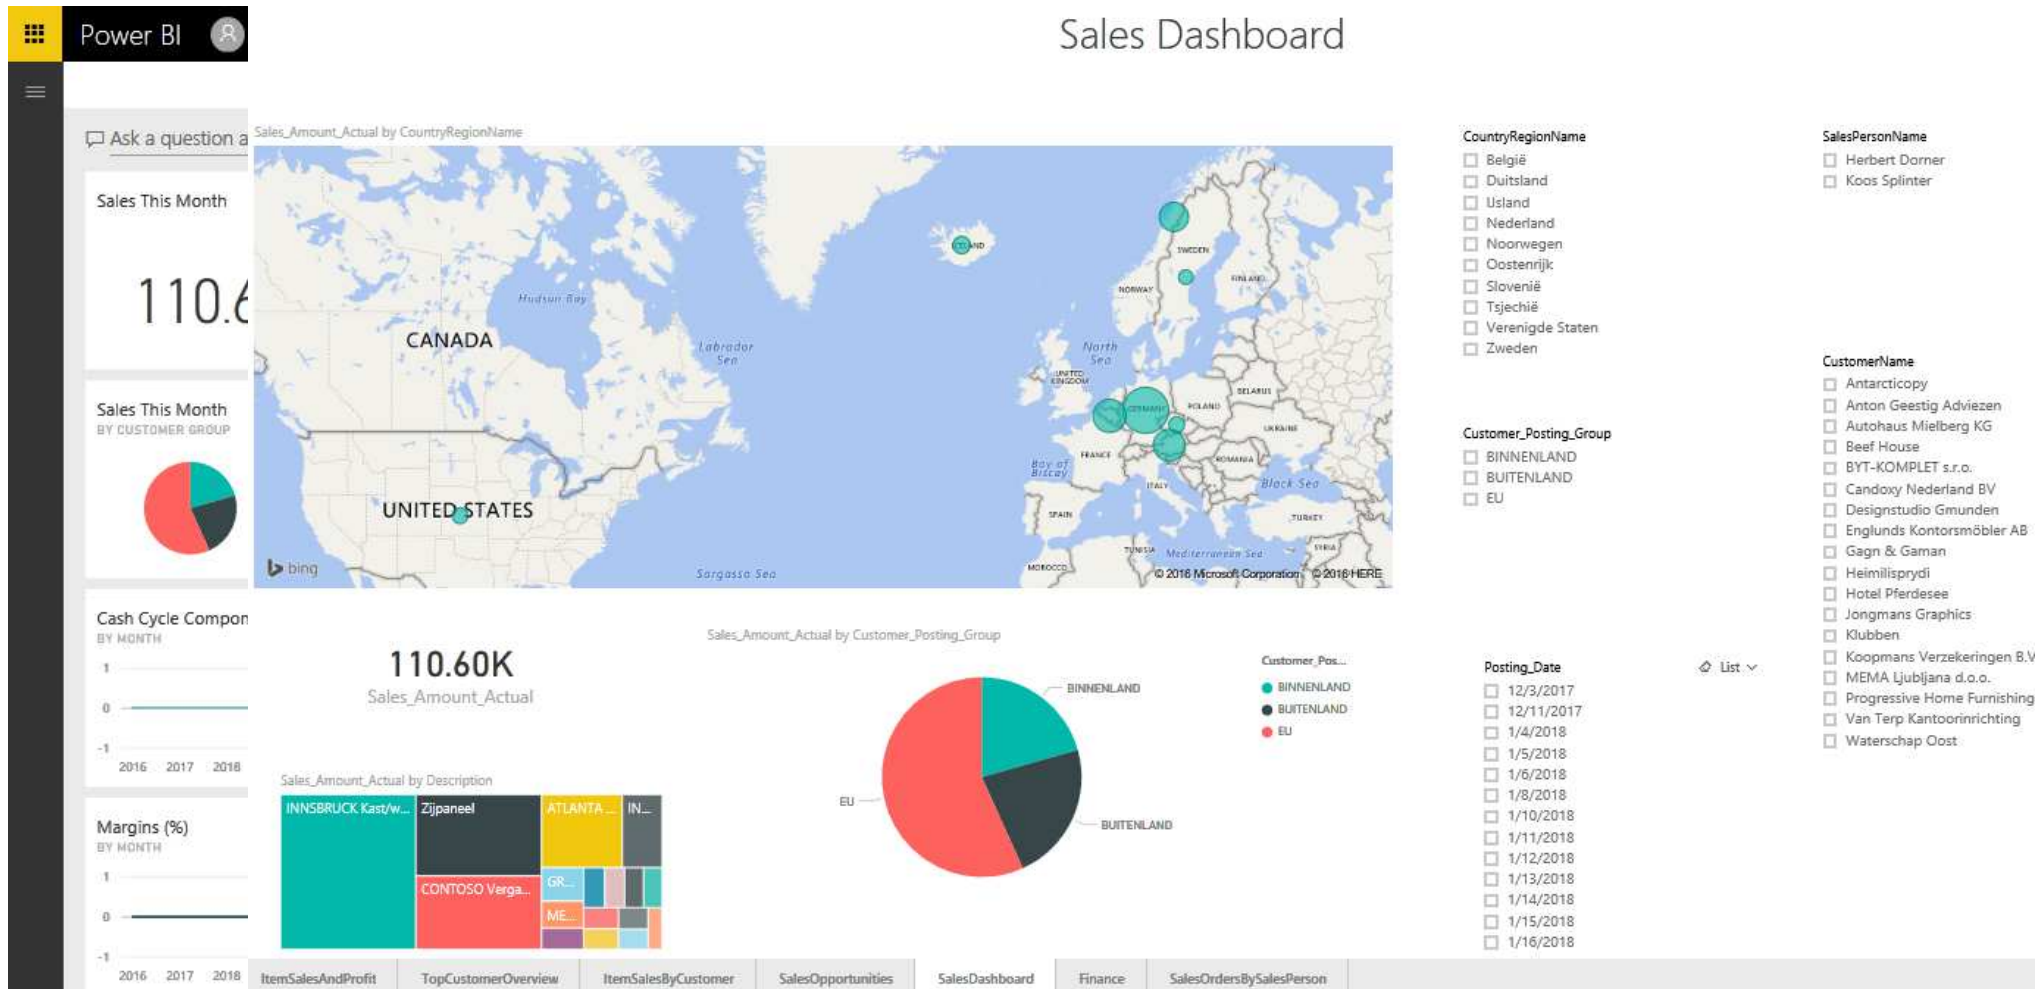 Power BI
Sales Dashboard
Ask a question a
Sales This Month
110.6
Sales This Month
BY CUSTOMER GROUP
Cash Cycle Compon
BY MONTH
1
0
-1
2016 2017 2018
Margins (%)
BY MONTH
1
0
-1
2016 2017 2018
Sales_Amount_Actual by CountryRegionName
CANADA
Hudson Bay
Labrador
Sea
UNITED STATES
Sargasso Sea
bing
ICELAND
SWEDEN
FINLAND
NORWAY
North
Sea
UNITED
KINGDOM
GERMANY
POLAND
BELARUS
UKRAINE
FRANCE
Bay of
Biscay
ROMANIA
ITALY
Black Sea
SPAIN
TURKEY
TUNISIA
Mediterranean Sea
SYRIA
MOROCCO
© 2016 Microsoft Corporation © 2016 HERE
110.60K
Sales_Amount_Actual
Sales_Amount_Actual by Customer_Posting_Group
BINNENLAND
BUITENLAND
EU
Customer_Pos...
BINNENLAND
BUITENLAND
EU
Sales_Amount_Actual by Description
INNSBRUCK Kast/w...
Zijpaneel
ATLANTA ...
IN...
CONTOSO Verga...
GR...
ME...
CountryRegionName
België
Duitsland
IJsland
Nederland
Noorwegen
Oostenrijk
Slovenië
Tsjechië
Verenigde Staten
Zweden
Customer_Posting_Group
BINNENLAND
BUITENLAND
EU
Posting_Date
List
12/3/2017
12/11/2017
1/4/2018
1/5/2018
1/6/2018
1/8/2018
1/10/2018
1/11/2018
1/12/2018
1/13/2018
1/14/2018
1/15/2018
1/16/2018
SalesPersonName
Herbert Dorner
Koos Splinter
CustomerName
Antarcticopy
Anton Geestig Adviezen
Autohaus Mielberg KG
Beef House
BYT-KOMPLET s.r.o.
Candoxy Nederland BV
Designstudio Gmunden
Englunds Kontorsmöbler AB
Gagn & Gaman
Heimilisprydi
Hotel Pferdesee
Jongmans Graphics
Klubben
Koopmans Verzekeringen B.V
MEMA Ljubljana d.o.o.
Progressive Home Furnishing
Van Terp Kantoorinrichting
Waterschap Oost
ItemSalesAndProfit
TopCustomerOverview
ItemSalesByCustomer
SalesOpportunities
SalesDashboard
Finance
SalesOrdersBySalesPerson